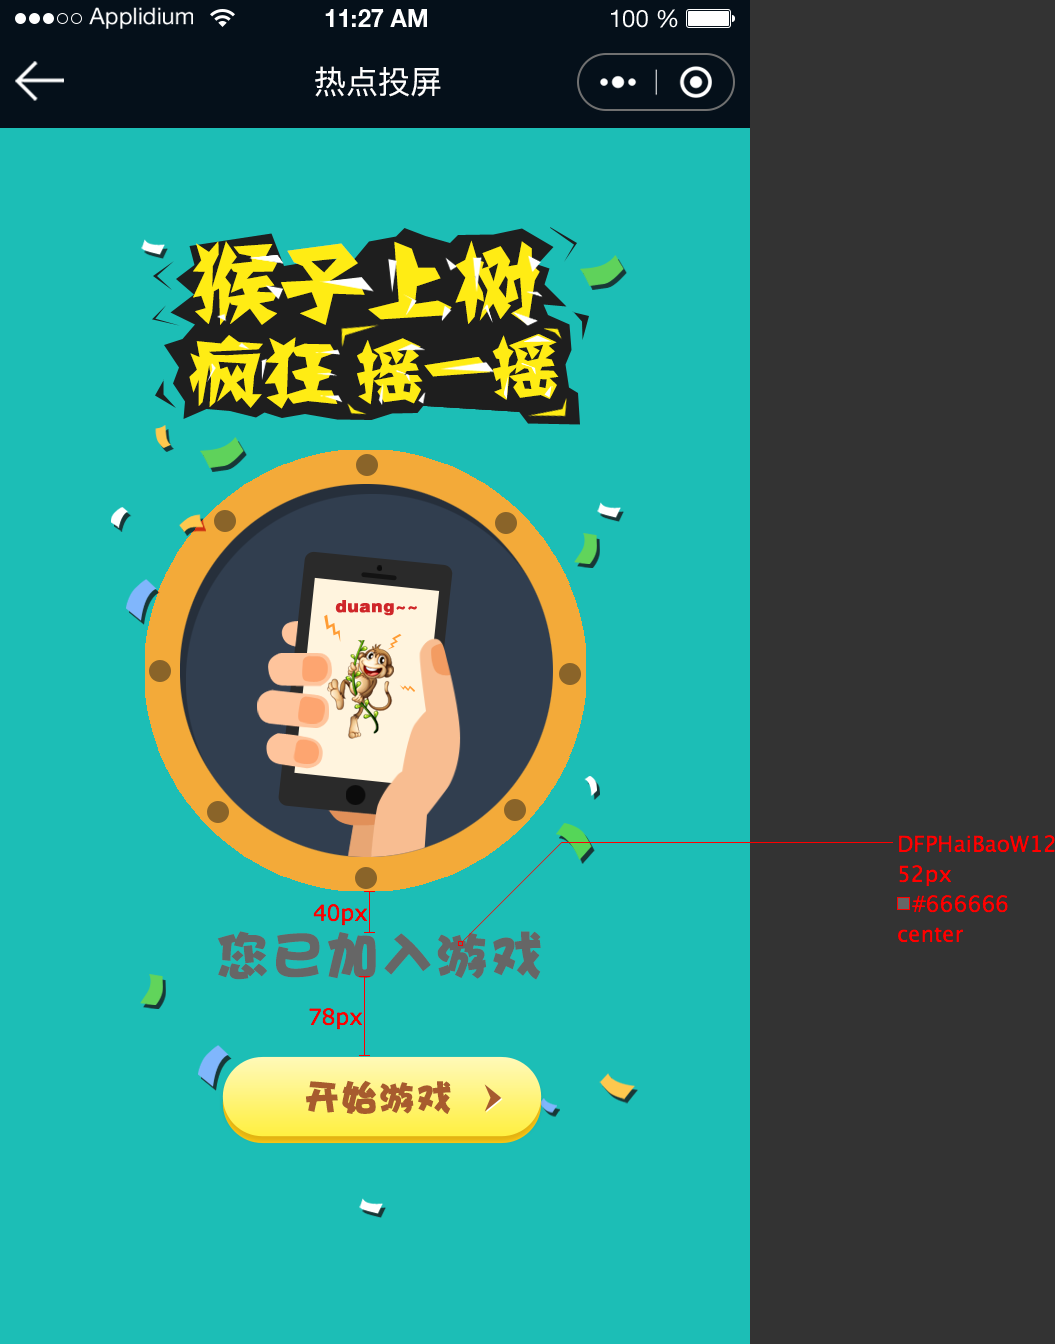 Applidium 11:27 AM 100 %
热点投屏
猴子上树
疯狂 摇一摇
duang~~
DFPHaiBaoW12
52px
#666666
center
40px
您已加入游戏
78px
开始游戏